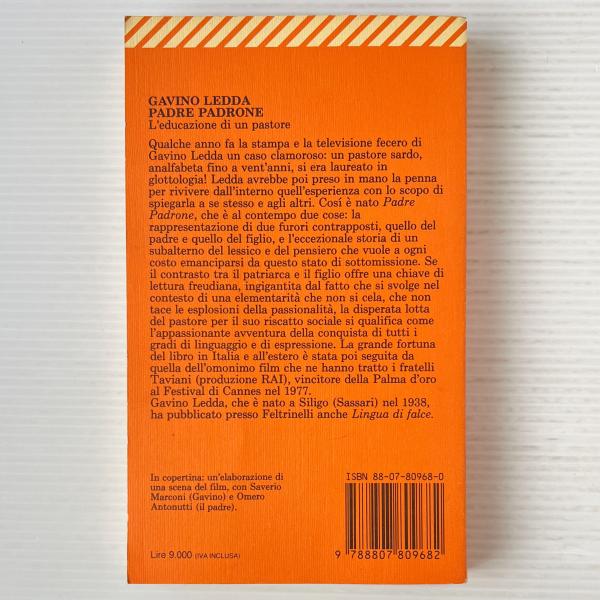 GAVINO LEDDA
PADRE PADRONE
L'educazione di un pastore
Qualche anno fa la stampa e la televisione fecero di
Gavino Ledda un caso clamoroso: un pastore sardo,
analfabeta fino a vent'anni, si era laureato in
glottologia! Ledda avrebbe poi preso in mano la penna
per rivivere dall'interno quell'esperienza con lo scopo di
spiegarla a se stesso e agli altri. Cosí è nato Padre
Padrone, che è al contempo due cose: la
rappresentazione di due furori contrapposti, quello del
padre e quello del figlio, e l'eccezionale storia di un
subalterno del lessico e del pensiero che vuole a ogni
costo emanciparsi da questo stato di sottomissione. Se
il contrasto tra il patriarca e il figlio offre una chiave di
lettura freudiana, ingigantita dal fatto che si svolge nel
contesto di una elementarità che non si cela, che non
tace le esplosioni della passionalità, la disperata lotta
del pastore per il suo riscatto sociale si qualifica come
l'appassionante avventura della conquista di tutti i
gradi di linguaggio e di espressione. La grande fortuna
del libro in Italia e all'estero è stata poi seguita da
quella dell'omonimo film che ne hanno tratto i fratelli
Taviani (produzione RAI), vincitore della Palma d'oro
al Festival di Cannes nel 1977.
Gavino Ledda, che è nato a Siligo (Sassari) nel 1938,
ha pubblicato presso Feltrinelli anche Lingua di falce.
In copertina: un'elaborazione di
una scena del film, con Saverio
Marconi (Gavino) e Omero
Antonutti (il padre).
ISBN 88-07-80968-0
9 788807 809682
Lire 9.000 (IVA INCLUSA)